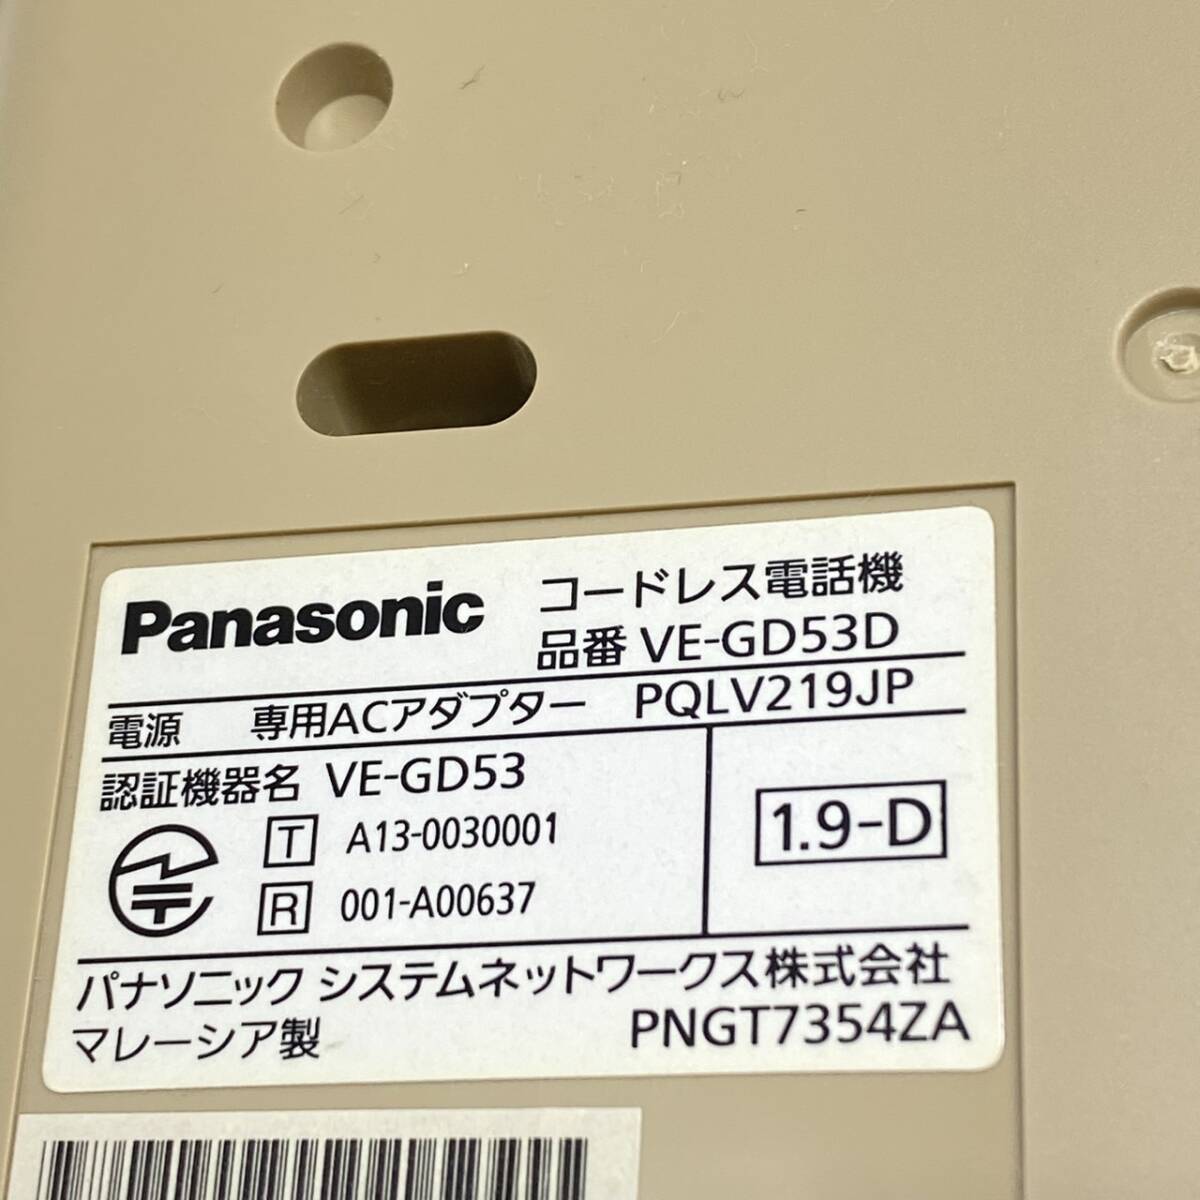 Panasonic コードレス電話機
品番 VE-GD53D
電源 専用ACアダプター PQLV219JP
認証機器名 VE-GD53
T A13-0030001
R 001-A00637
1.9-D
パナソニック システムネットワークス株式会社
マレーシア製 PNGT7354ZA